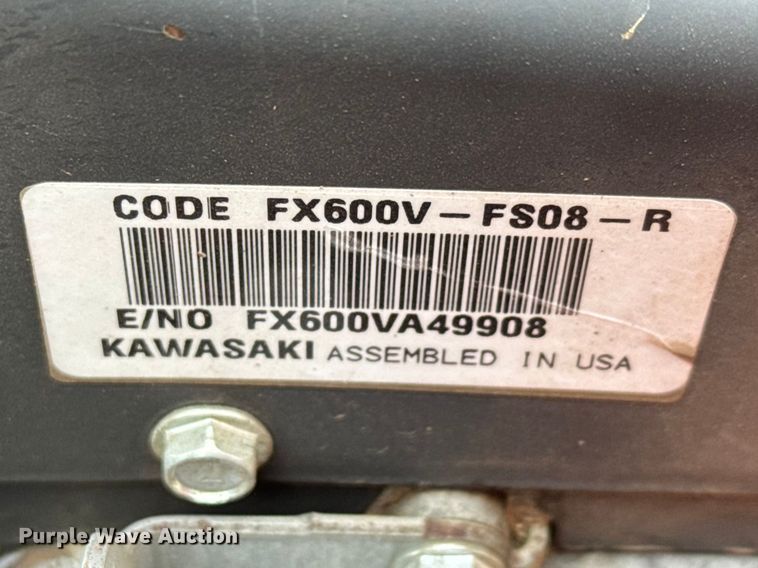 CODE FX600V-FS08-R
E/NO FX600VA49908
KAWASAKI ASSEMBLED IN USA
Purple Wave Auction